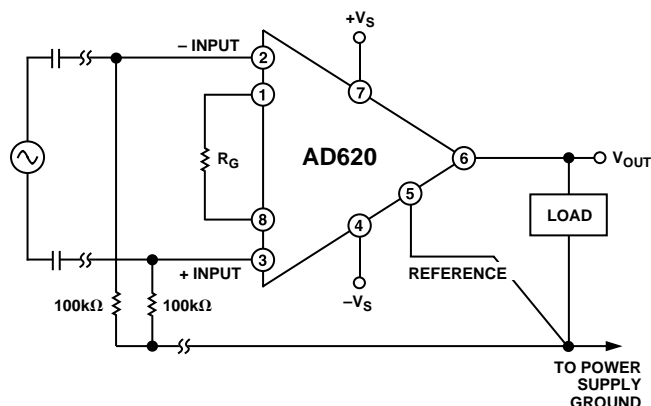 +VS
– INPUT
2
7
1
RG
AD620
6
VOUT
5
LOAD
8
4
+ INPUT
3
REFERENCE
100kΩ
100kΩ
–VS
TO POWER
SUPPLY
GROUND